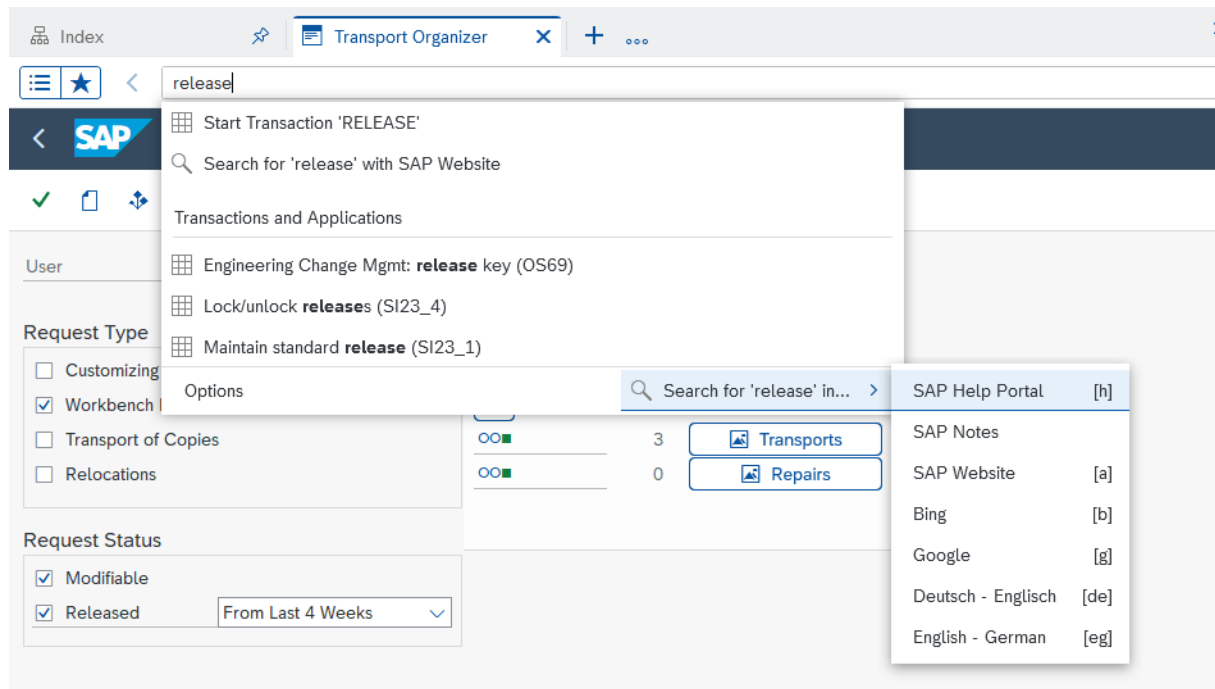 Index
Transport Organizer
release
SAP
Start Transaction 'RELEASE'
Search for 'release' with SAP Website
Transactions and Applications
Engineering Change Mgmt: release key (OS69)
Lock/unlock releases (SI23_4)
Maintain standard release (SI23_1)
Options
Search for 'release' in...
SAP Help Portal [h]
SAP Notes
SAP Website [a]
Bing [b]
Google [g]
Deutsch - Englisch [de]
English - German [eg]
User
Request Type
Customizing
Workbench
Transport of Copies
Relocations
3 Transports
0 Repairs
Request Status
Modifiable
Released From Last 4 Weeks